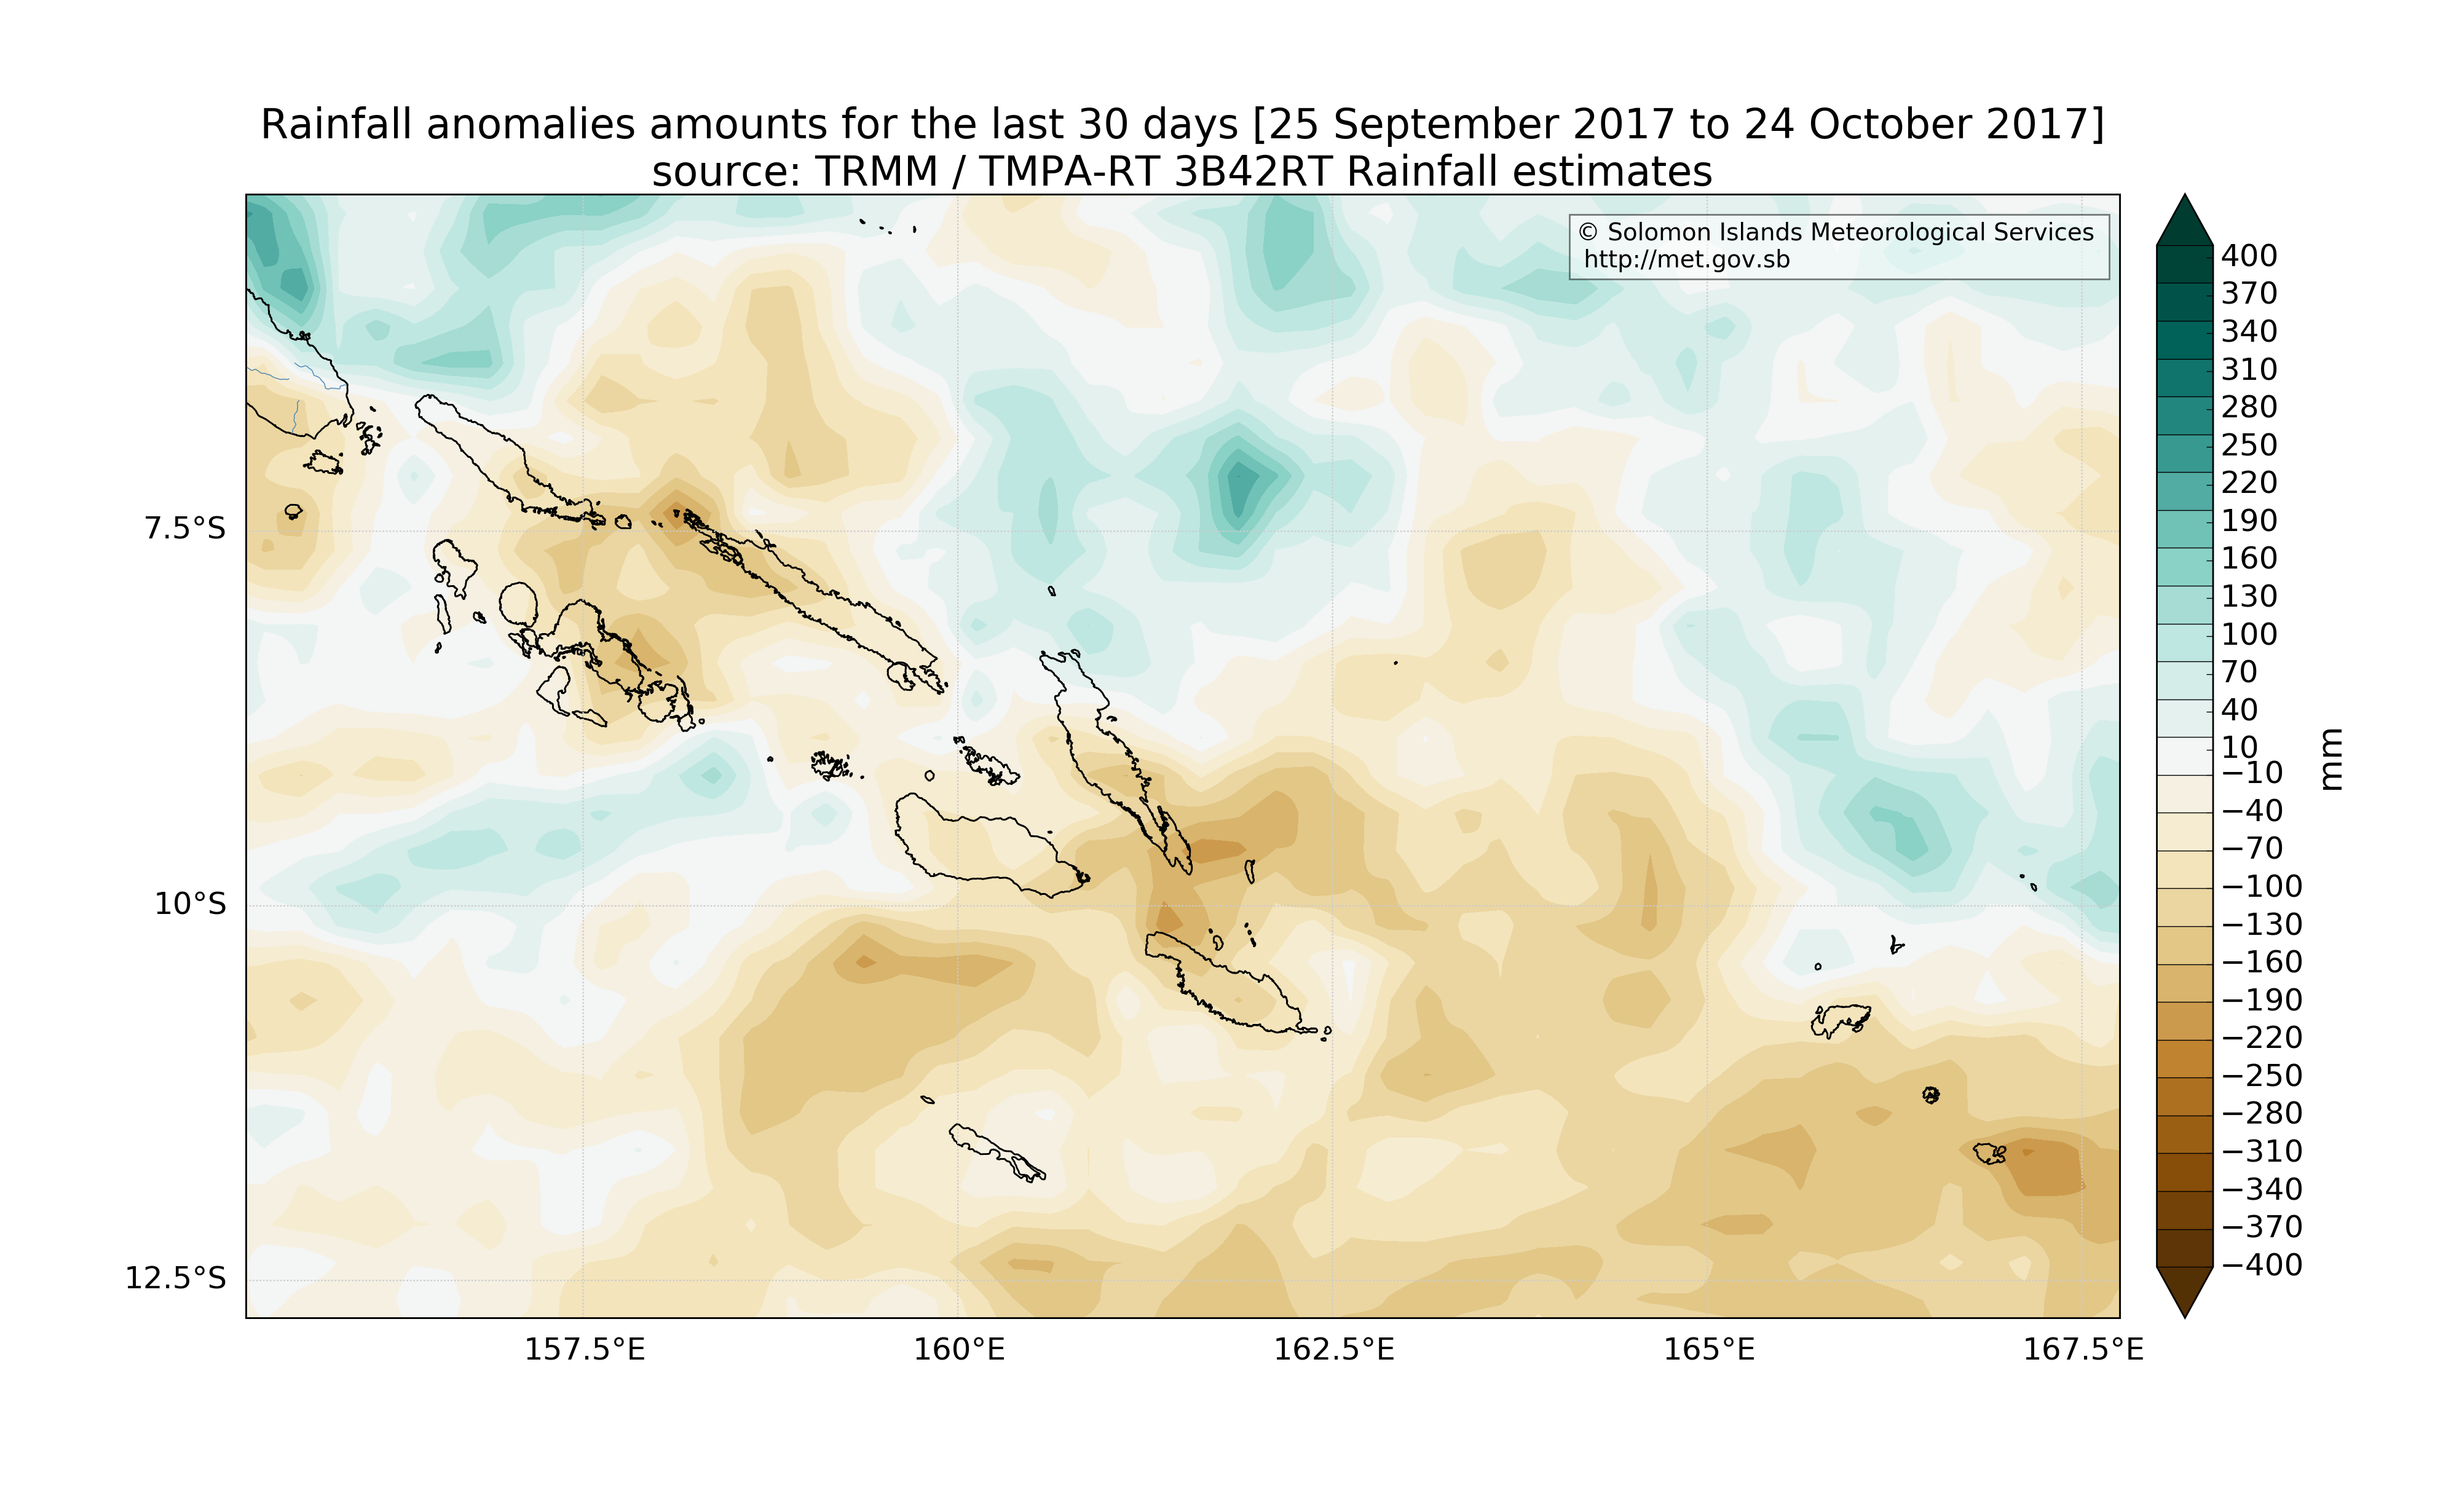 Rainfall anomalies amounts for the last 30 days [25 September 2017 to 24 October 2017]
source: TRMM / TMPA-RT 3B42RT Rainfall estimates
© Solomon Islands Meteorological Services
http://met.gov.sb
7.5°S
10°S
12.5°S
157.5°E
160°E
162.5°E
165°E
167.5°E
400
370
340
310
280
250
220
190
160
130
100
70
40
10
−10
−40
−70
−100
−130
−160
−190
−220
−250
−280
−310
−340
−370
−400
mm